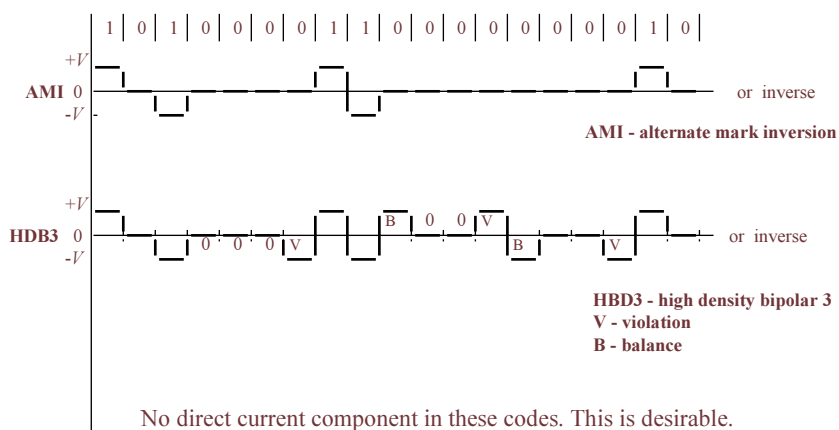 1 0 1 0 0 0 0 1 1 0 0 0 0 0 0 0 0 1 0
+V
AMI 0
or inverse
-V -
AMI - alternate mark inversion
+V
B 0 0 V
HDB3 0
or inverse
0 0 0 V B V
-V
HBD3 - high density bipolar 3
V - violation
B - balance
No direct current component in these codes. This is desirable.